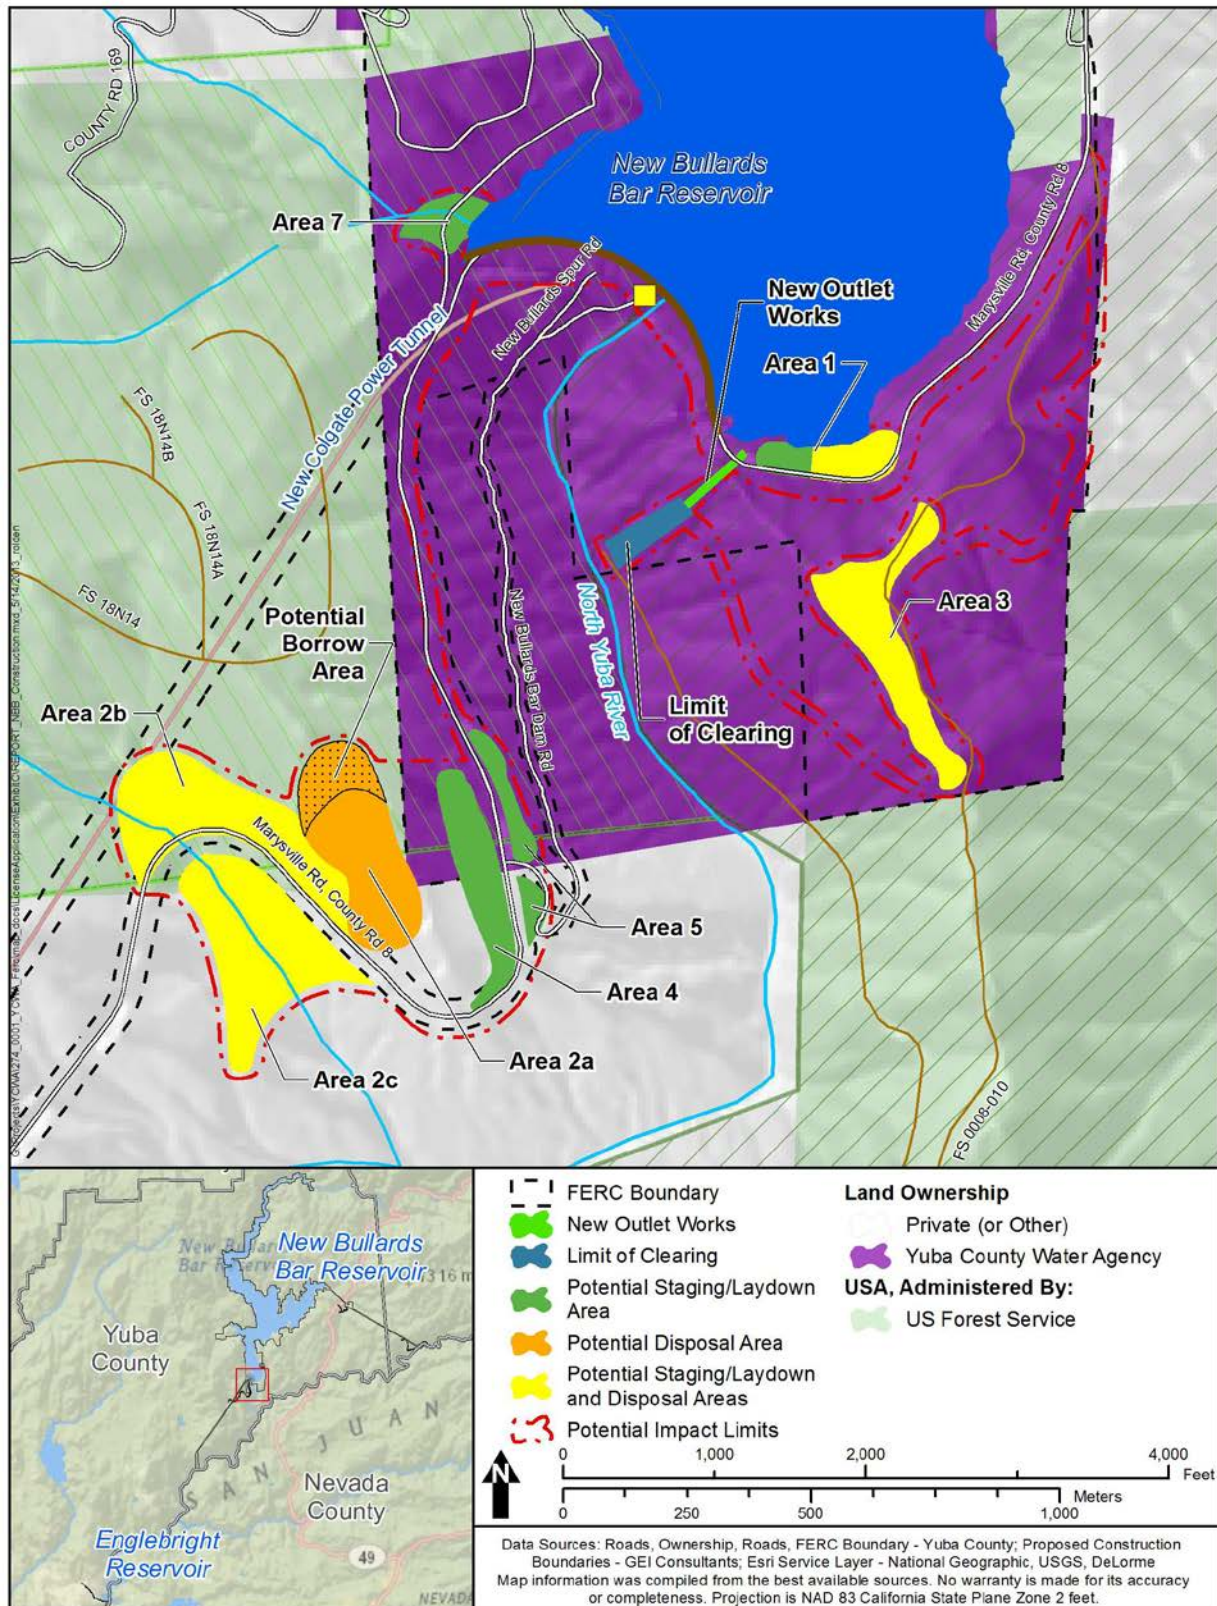 COUNTY RD 169
New Bullards
Bar Reservoir
Area 7
New Bullards Spur Rd
Marysville Rd, County Rd 8
New Outlet
Works
Area 1
New Colgate Power Tunnel
FS 18N14B
FS 18N14A
FS 18N14
Potential
Borrow
Area
New Bullards Bar Dam Rd
North Yuba River
Area 3
Limit
of Clearing
Area 2b
Marysville Rd, County Rd 8
Area 5
Area 4
Area 2a
Area 2c
FS 0008-010
New Bullards
Bar Reservoir
Yuba
County
SAN JUAN
Nevada
County
Englebright
Reservoir
49
NEVADA
FERC Boundary
New Outlet Works
Limit of Clearing
Potential Staging/Laydown
Area
Potential Disposal Area
Potential Staging/Laydown
and Disposal Areas
Potential Impact Limits
Land Ownership
Private (or Other)
Yuba County Water Agency
USA, Administered By:
US Forest Service
N
0 1,000 2,000 4,000
Feet
Meters
0 250 500 1,000
Data Sources: Roads, Ownership, Roads, FERC Boundary - Yuba County; Proposed Construction
Boundaries - GEI Consultants; Esri Service Layer - National Geographic, USGS, DeLorme
Map information was compiled from the best available sources. No warranty is made for its accuracy
or completeness. Projection is NAD 83 California State Plane Zone 2 feet.